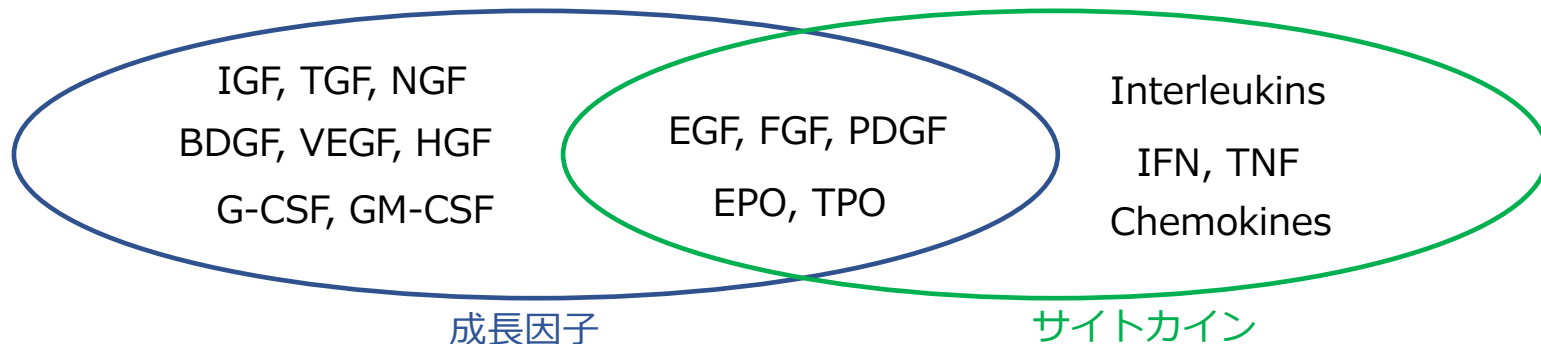 IGF, TGF, NGF
BDGF, VEGF, HGF
G-CSF, GM-CSF
EGF, FGF, PDGF
EPO, TPO
Interleukins
IFN, TNF
Chemokines
成長因子
サイトカイン